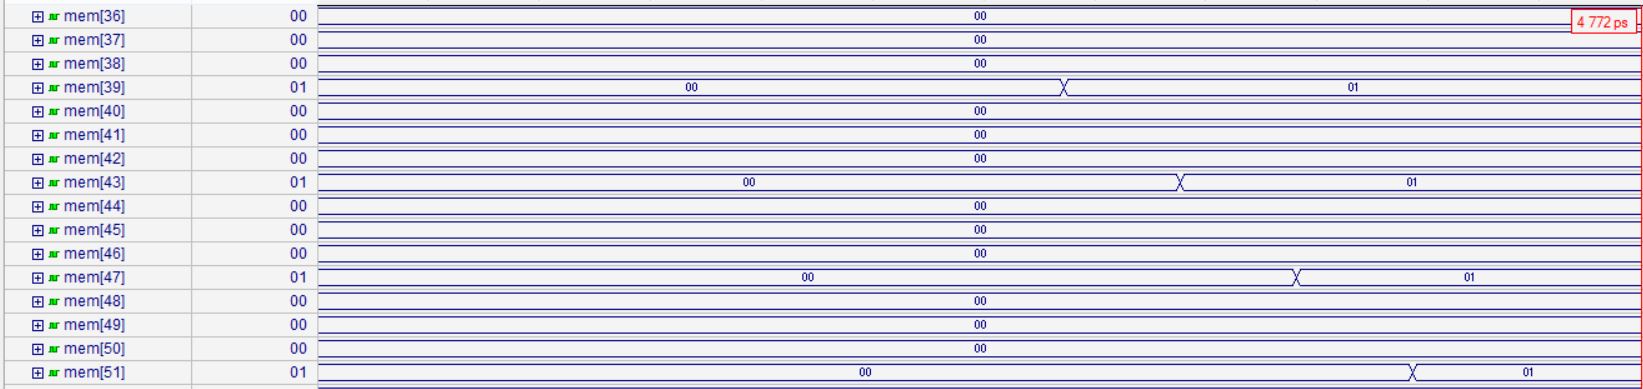 mem[36] 00 00 4 772 ps
mem[37] 00 00
mem[38] 00 00
mem[39] 01 00 01
mem[40] 00 00
mem[41] 00 00
mem[42] 00 00
mem[43] 01 00 01
mem[44] 00 00
mem[45] 00 00
mem[46] 00 00
mem[47] 01 00 01
mem[48] 00 00
mem[49] 00 00
mem[50] 00 00
mem[51] 01 00 01